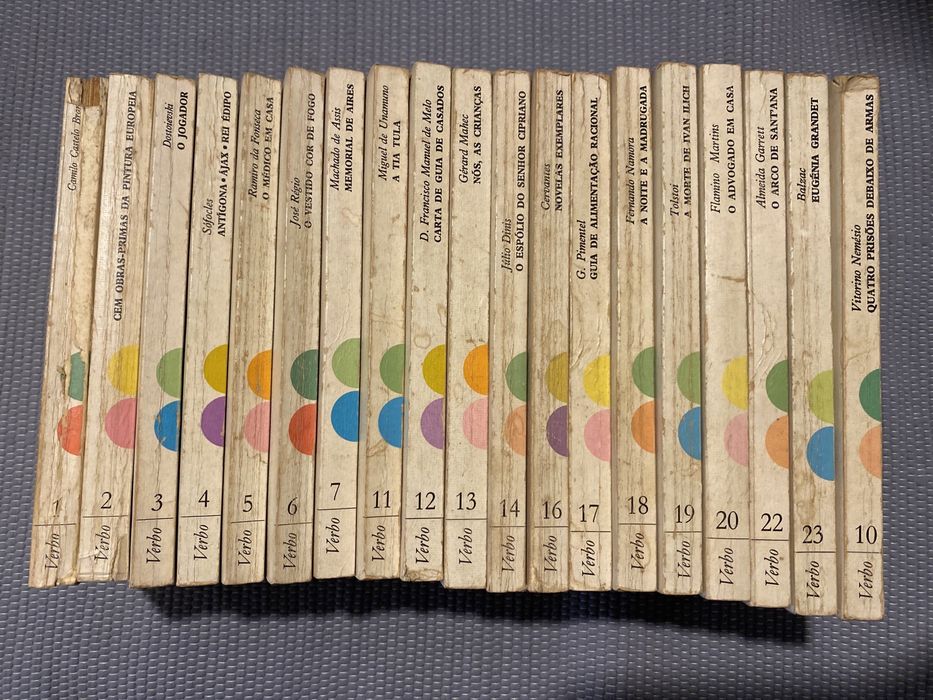 Camilo Castelo
1
Verbo
CEM OBRAS-PRIMAS DA PINTURA EUROPEIA
2
Verbo
Dostoievski
O JOGADOR
3
Verbo
Sófocles
ANTÍGONA • ÁJAX • REI ÉDIPO
4
Verbo
Ramiro da Fonseca
O MÉDICO EM CASA
5
Verbo
José Régio
O VESTIDO COR DE FOGO
6
Verbo
Machado de Assis
MEMORIAL DE AIRES
7
Verbo
Miguel de Unamuno
A TIA TULA
11
Verbo
D. Francisco Manuel de Melo
CARTA DE GUIA DE CASADOS
12
Verbo
Gérard Mahec
NÓS, AS CRIANÇAS
13
Verbo
Júlio Dinis
O ESPÓLIO DO SENHOR CIPRIANO
14
Verbo
Cervantes
NOVELAS EXEMPLARES
16
Verbo
G. Pimentel
GUIA DE ALIMENTAÇÃO RACIONAL
17
Verbo
Fernando Namora
A NOITE E A MADRUGADA
18
Verbo
Tolstoi
A MORTE DE IVAN ILICH
19
Verbo
Flamino Martins
O ADVOGADO EM CASA
20
Verbo
Almeida Garrett
O ARCO DE SANT'ANA
22
Verbo
Balzac
EUGÉNIA GRANDET
23
Verbo
Vitorino Nemésio
QUATRO PRISÕES DEBAIXO DE ARMAS
10
Verbo